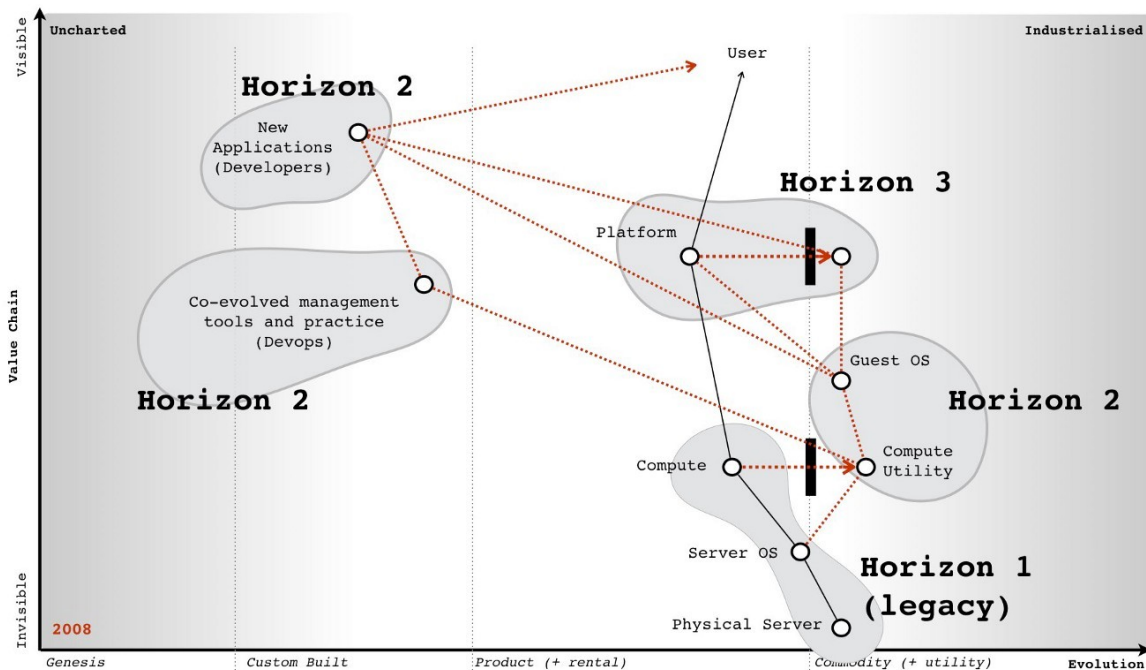 Uncharted
Industrialised
Visible
User
Horizon 2
New
Applications
(Developers)
Horizon 3
Platform
Co-evolved management
tools and practice
(Devops)
Value Chain
Guest OS
Horizon 2
Horizon 2
Compute
Compute
Utility
Server OS
Horizon 1
(legacy)
Physical Server
Invisible
2008
Genesis
Custom Built
Product (+ rental)
Commodity (+ utility)
Evolution